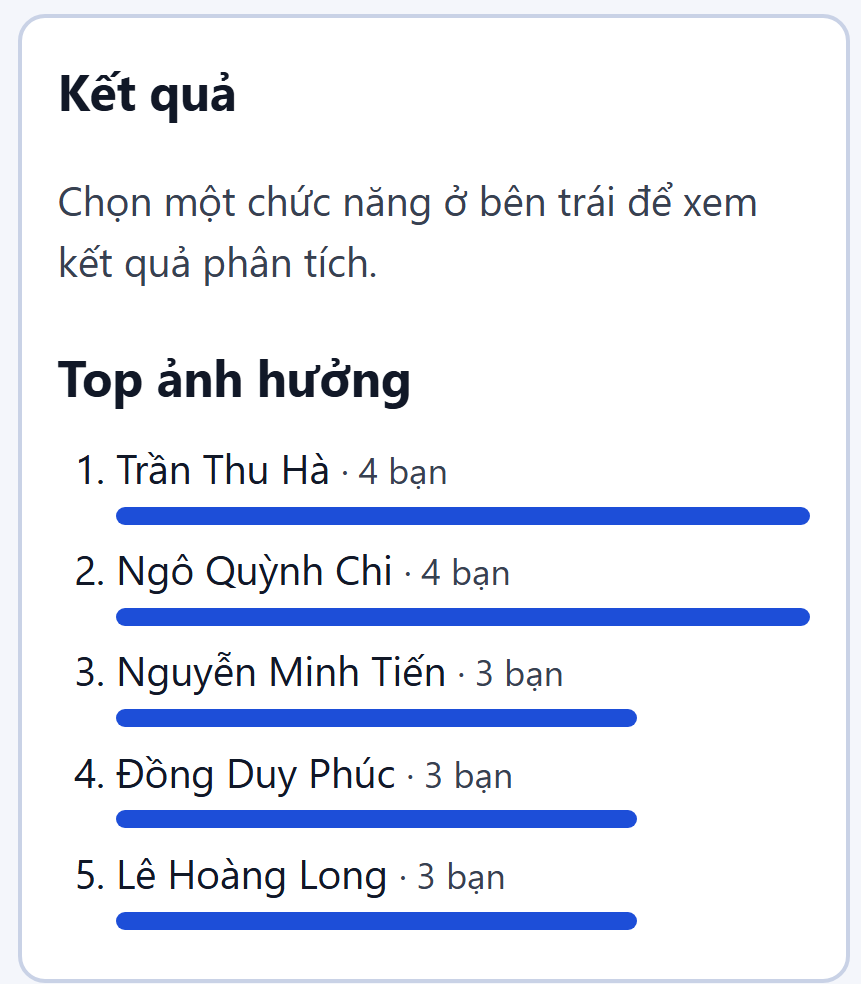 Kết quả
Chọn một chức năng ở bên trái để xem
kết quả phân tích.
Top ảnh hưởng
1. Trần Thu Hà · 4 bạn
2. Ngô Quỳnh Chi · 4 bạn
3. Nguyễn Minh Tiến · 3 bạn
4. Đồng Duy Phúc · 3 bạn
5. Lê Hoàng Long · 3 bạn